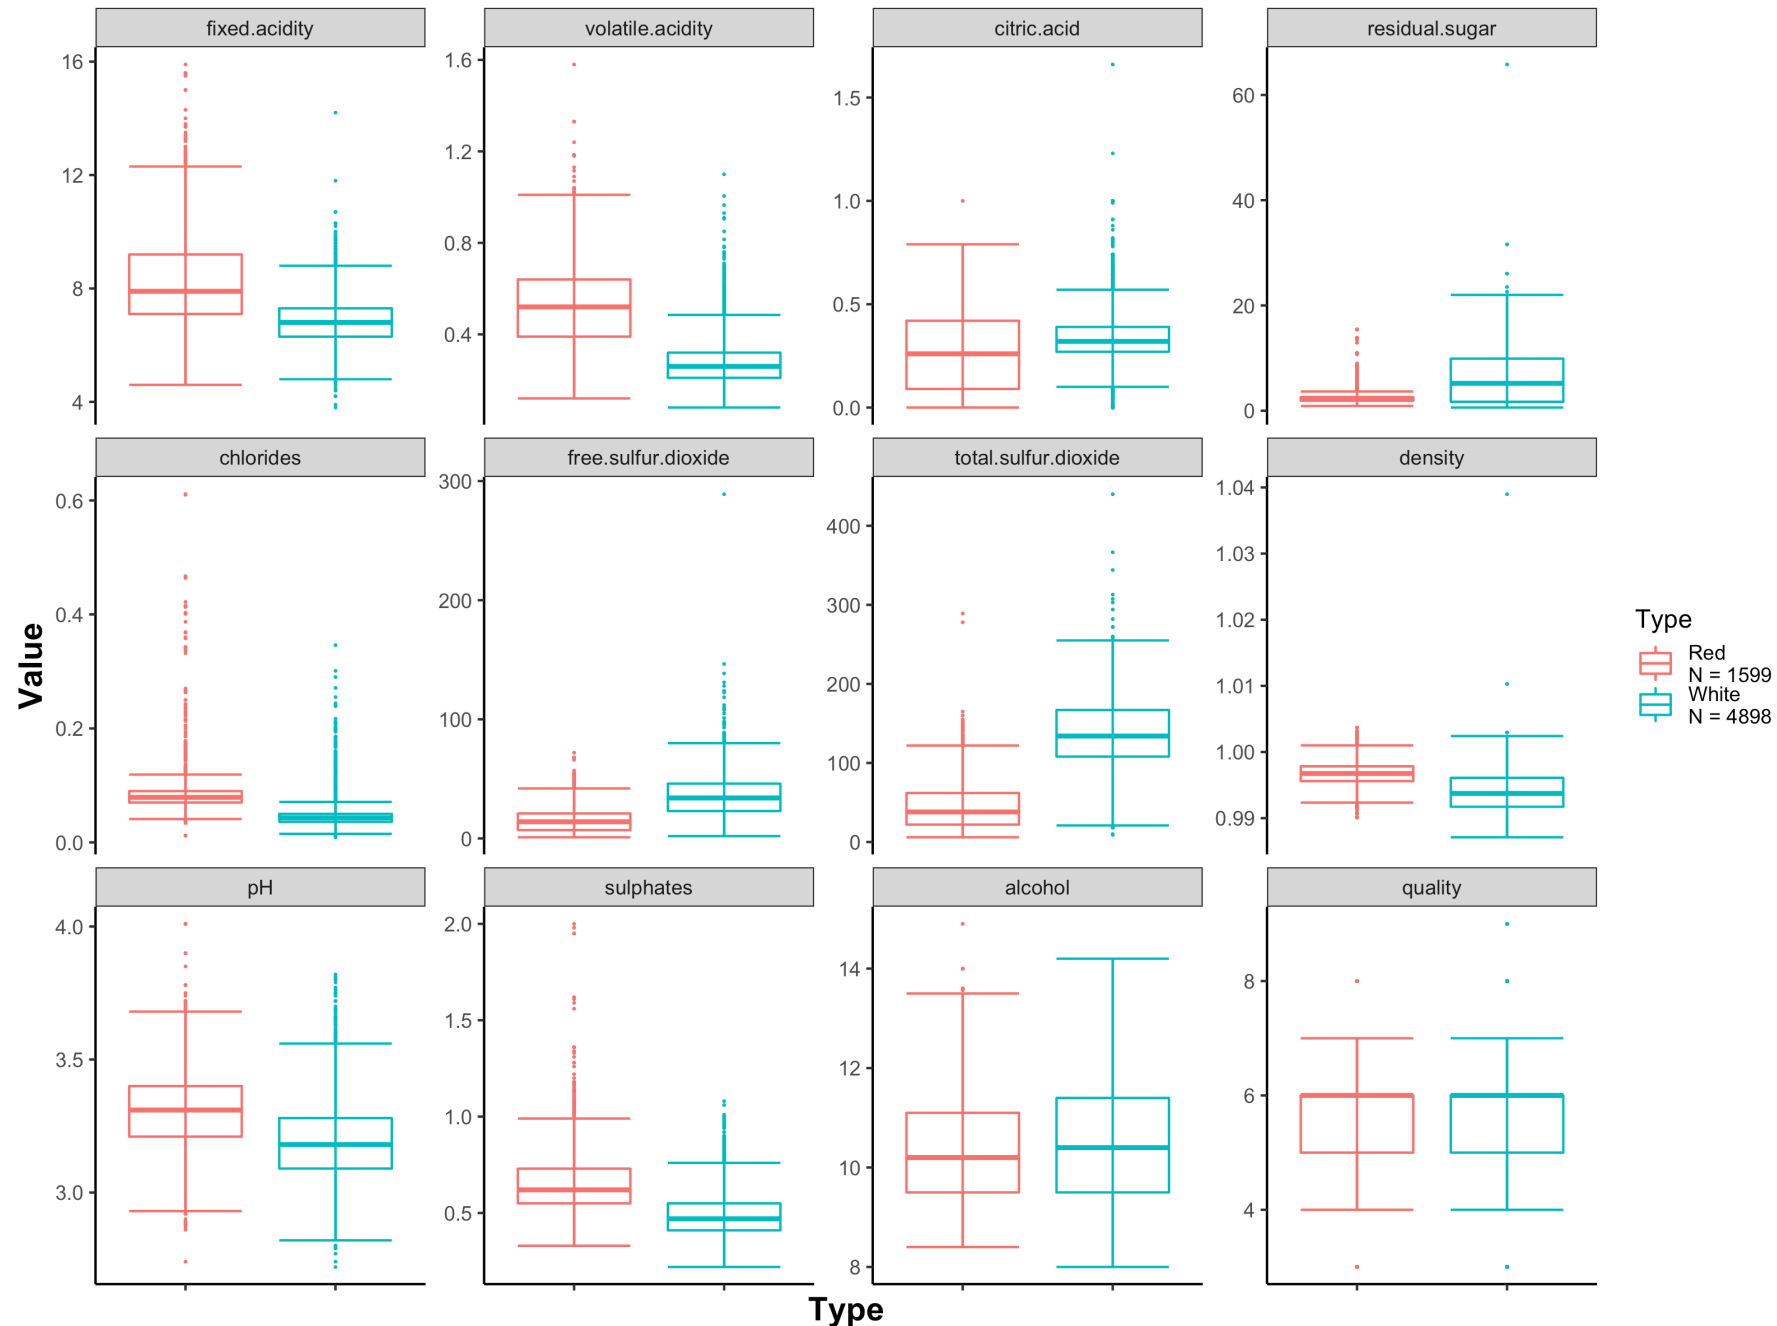 fixed.acidity
volatile.acidity
citric.acid
residual.sugar
16
12
8
4
1.6
1.2
0.8
0.4
1.5
1.0
0.5
0.0
60
40
20
0
chlorides
free.sulfur.dioxide
total.sulfur.dioxide
density
0.6
0.4
0.2
0.0
300
200
100
0
400
300
200
100
0
1.04
1.03
1.02
1.01
1.00
0.99
pH
sulphates
alcohol
quality
4.0
3.5
3.0
2.0
1.5
1.0
0.5
14
12
10
8
8
6
4
Value
Type
Type
Red
N = 1599
White
N = 4898